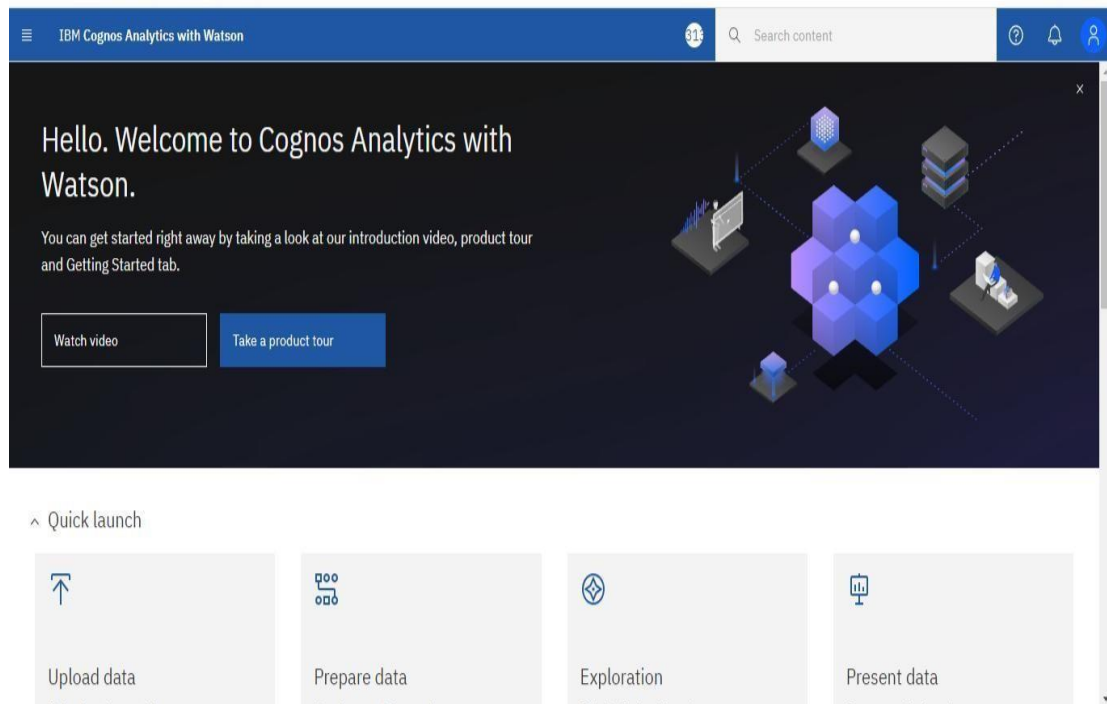 IBM Cognos Analytics with Watson
Search content
Hello. Welcome to Cognos Analytics with
Watson.
You can get started right away by taking a look at our introduction video, product tour
and Getting Started tab.
Watch video
Take a product tour
Quick launch
Upload data
Prepare data
Exploration
Present data